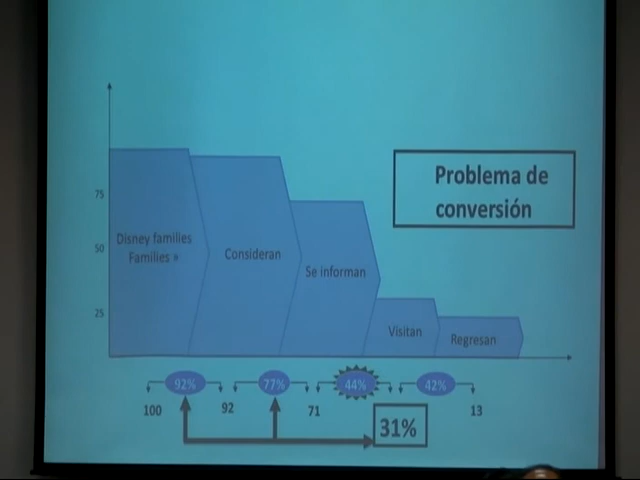 Problema de
conversión
75
50
25
Disney families
Families +
Consideran
Se informan
Visitan
Regresan
92%
77%
44%
42%
100
92
71
13
31%